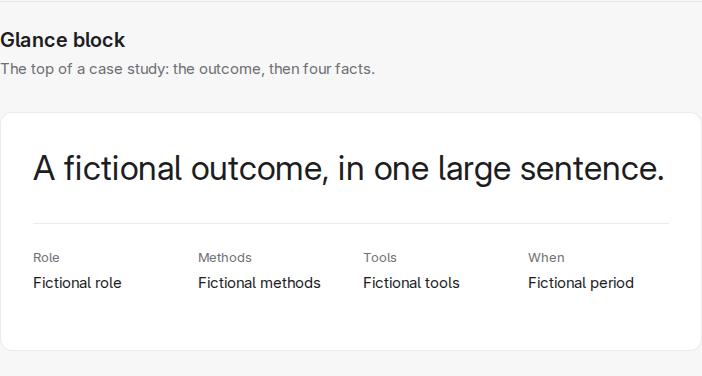 Glance block
The top of a case study: the outcome, then four facts.
A fictional outcome, in one large sentence.
Role Methods Tools When
Fictional role Fictional methods Fictional tools Fictional period